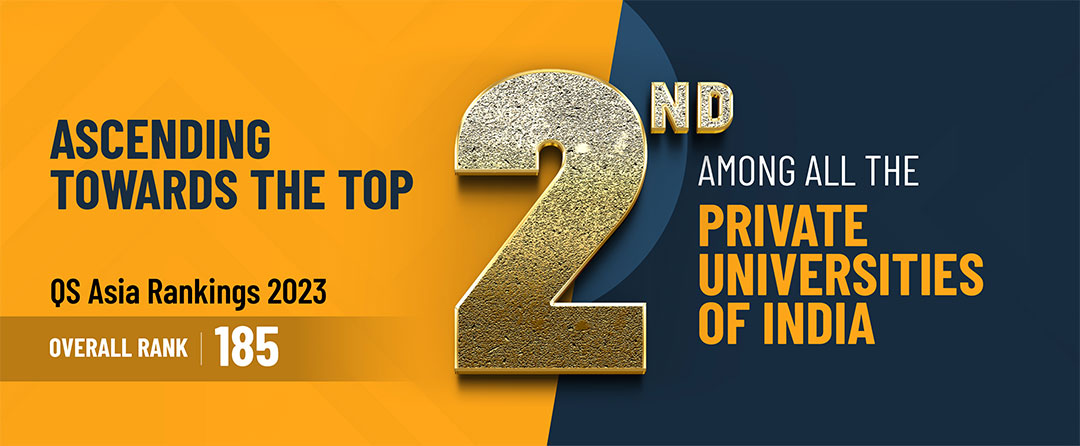 ASCENDING
TOWARDS THE TOP
QS Asia Rankings 2023
OVERALL RANK | 185
2ND
AMONG ALL THE
PRIVATE
UNIVERSITIES
OF INDIA